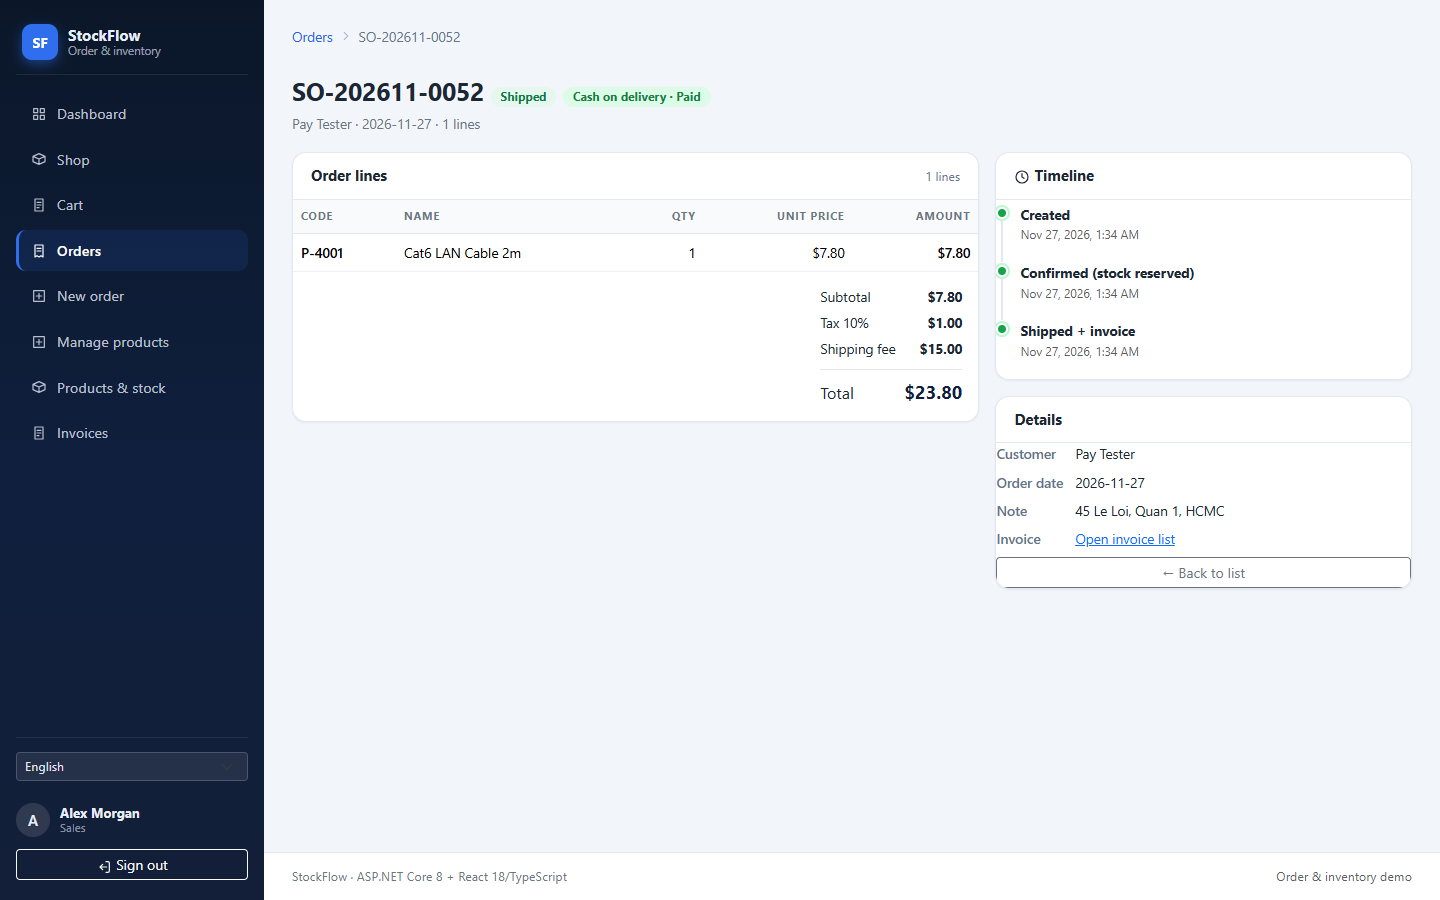 SF
StockFlow
Order & inventory
Dashboard
Shop
Cart
Orders
New order
Manage products
Products & stock
Invoices
English
A
Alex Morgan
Sales
Sign out
Orders > SO-202611-0052
SO-202611-0052 Shipped Cash on delivery · Paid
Pay Tester · 2026-11-27 · 1 lines
Order lines 1 lines
CODE NAME QTY UNIT PRICE AMOUNT
P-4001 Cat6 LAN Cable 2m 1 $7.80 $7.80
Subtotal $7.80
Tax 10% $1.00
Shipping fee $15.00
Total $23.80
Timeline
Created
Nov 27, 2026, 1:34 AM
Confirmed (stock reserved)
Nov 27, 2026, 1:34 AM
Shipped + invoice
Nov 27, 2026, 1:34 AM
Details
Customer Pay Tester
Order date 2026-11-27
Note 45 Le Loi, Quan 1, HCMC
Invoice Open invoice list
← Back to list
StockFlow · ASP.NET Core 8 + React 18/TypeScript
Order & inventory demo